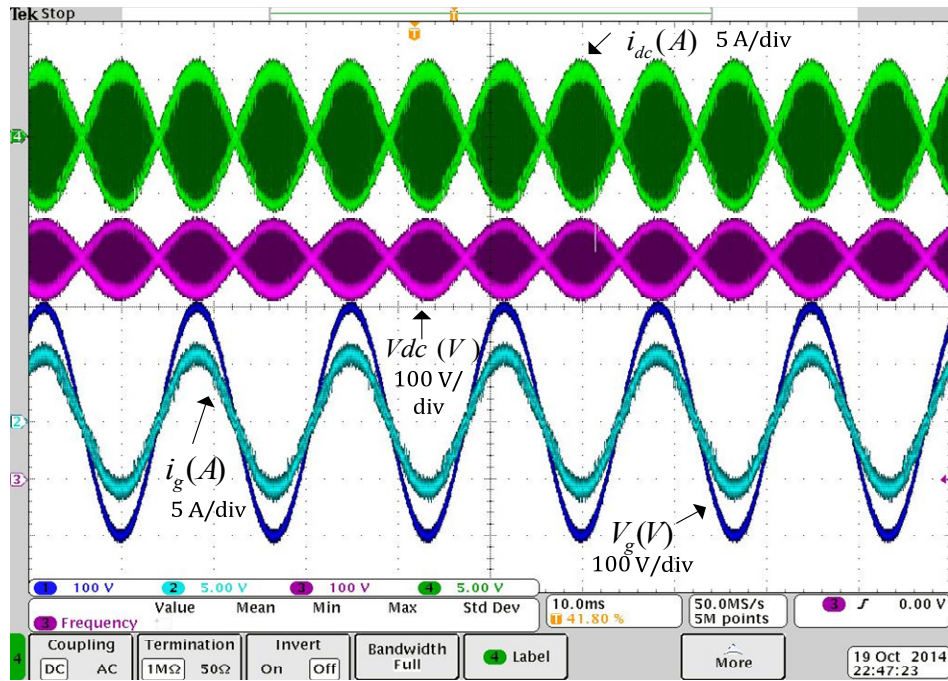 Tek Stop
T
T
i_dc(A) 5 A/div
4
Vdc (V)
100 V/
div
2
i_g(A)
5 A/div
3
V_g(V)
100 V/div
1 100 V 2 5.00 V 3 100 V 4 5.00 V
Value Mean Min Max Std Dev
3 Frequency
10.0ms
T 41.80 %
50.0MS/s
5M points
3 0.00 V
4
Coupling
DC AC
Termination
1MΩ 50Ω
Invert
On Off
Bandwidth
Full
4 Label
More
19 Oct 2014
22:47:23